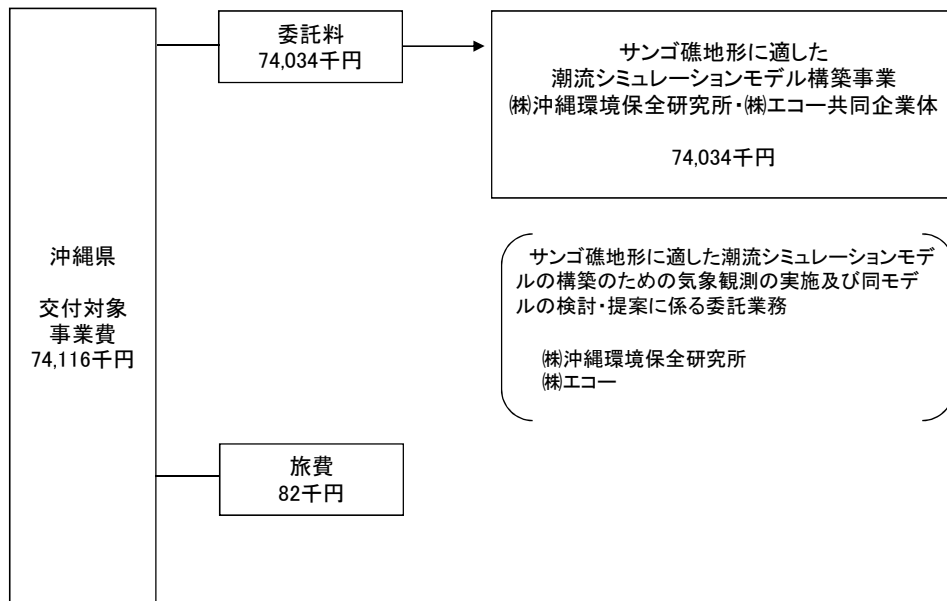 委託料
74,034千円
サンゴ礁地形に適した
潮流シミュレーションモデル構築事業
㈱沖縄環境保全研究所・㈱エコー共同企業体
74,034千円
沖縄県
交付対象
事業費
74,116千円
サンゴ礁地形に適した潮流シミュレーションモデ
ルの構築のための気象観測の実施及び同モデ
ルの検討・提案に係る委託業務
㈱沖縄環境保全研究所
㈱エコー
旅費
82千円